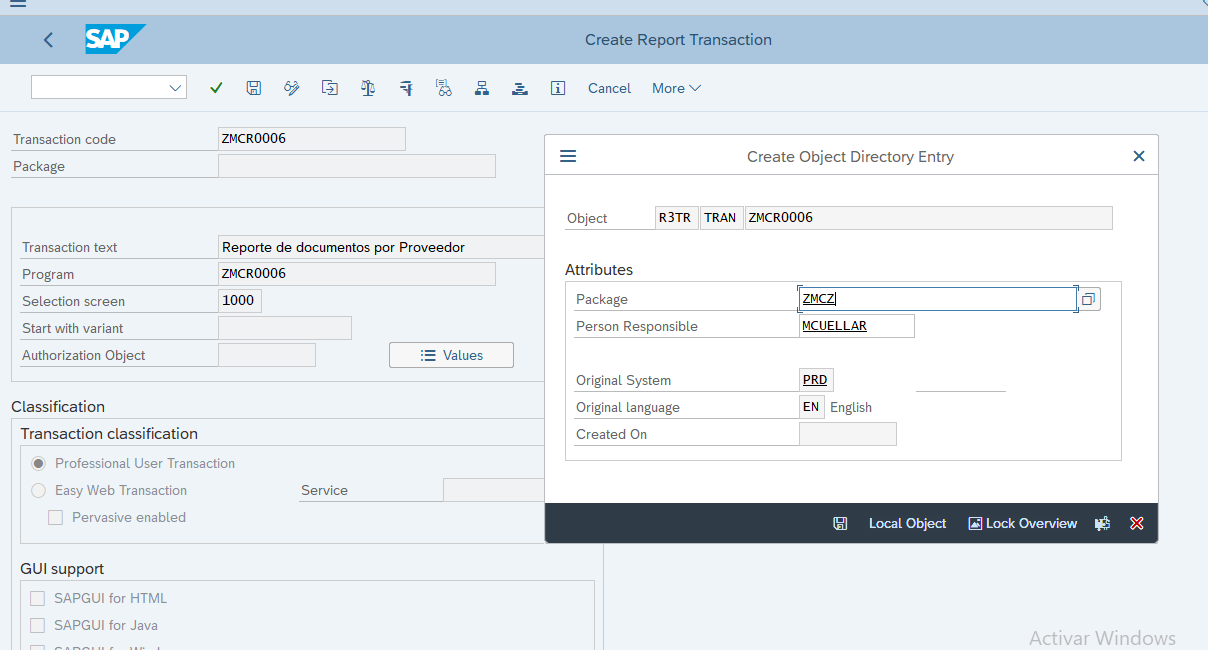 SAP
Create Report Transaction
Cancel More
Transaction code ZMCR0006
Package
Transaction text Reporte de documentos por Proveedor
Program ZMCR0006
Selection screen 1000
Start with variant
Authorization Object Values
Classification
Transaction classification
Professional User Transaction
Easy Web Transaction Service
Pervasive enabled
GUI support
SAPGUI for HTML
SAPGUI for Java
Create Object Directory Entry
Object R3TR TRAN ZMCR0006
Attributes
Package ZMCZ
Person Responsible MCUELLAR
Original System PRD
Original language EN English
Created On
Local Object Lock Overview
Activar Windows